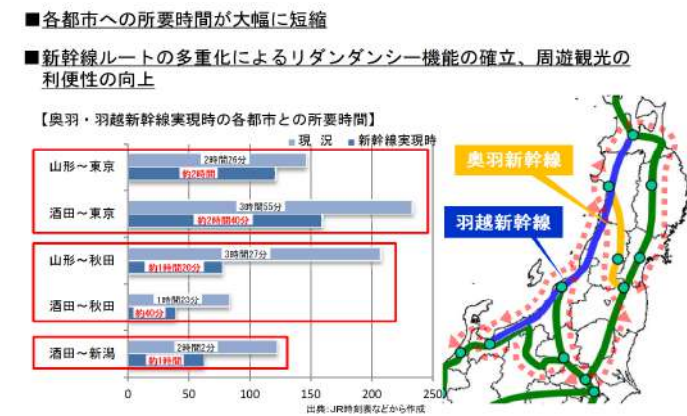 ■各都市への所要時間が大幅に短縮
■新幹線ルートの多重化によるリダンダンシー機能の確立、周遊観光の
利便性の向上
【奥羽・羽越新幹線実現時の各都市との所要時間】
■現 況 ■新幹線実現時
山形～東京
2時間26分
約2時間
酒田～東京
3時間55分
約2時間40分
山形～秋田
3時間27分
約1時間20分
酒田～秋田
1時間23分
約40分
酒田～新潟
2時間2分
約1時間
0 50 100 150 200 250
出典:JR時刻表などから作成
奥羽新幹線
羽越新幹線